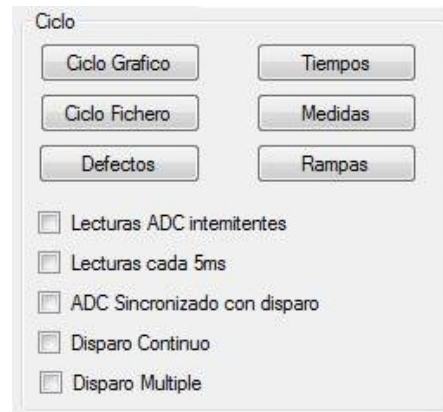 Ciclo
Ciclo Grafico Tiempos
Ciclo Fichero Medidas
Defectos Rampas
Lecturas ADC intemitentes
Lecturas cada 5ms
ADC Sincronizado con disparo
Disparo Continuo
Disparo Multiple